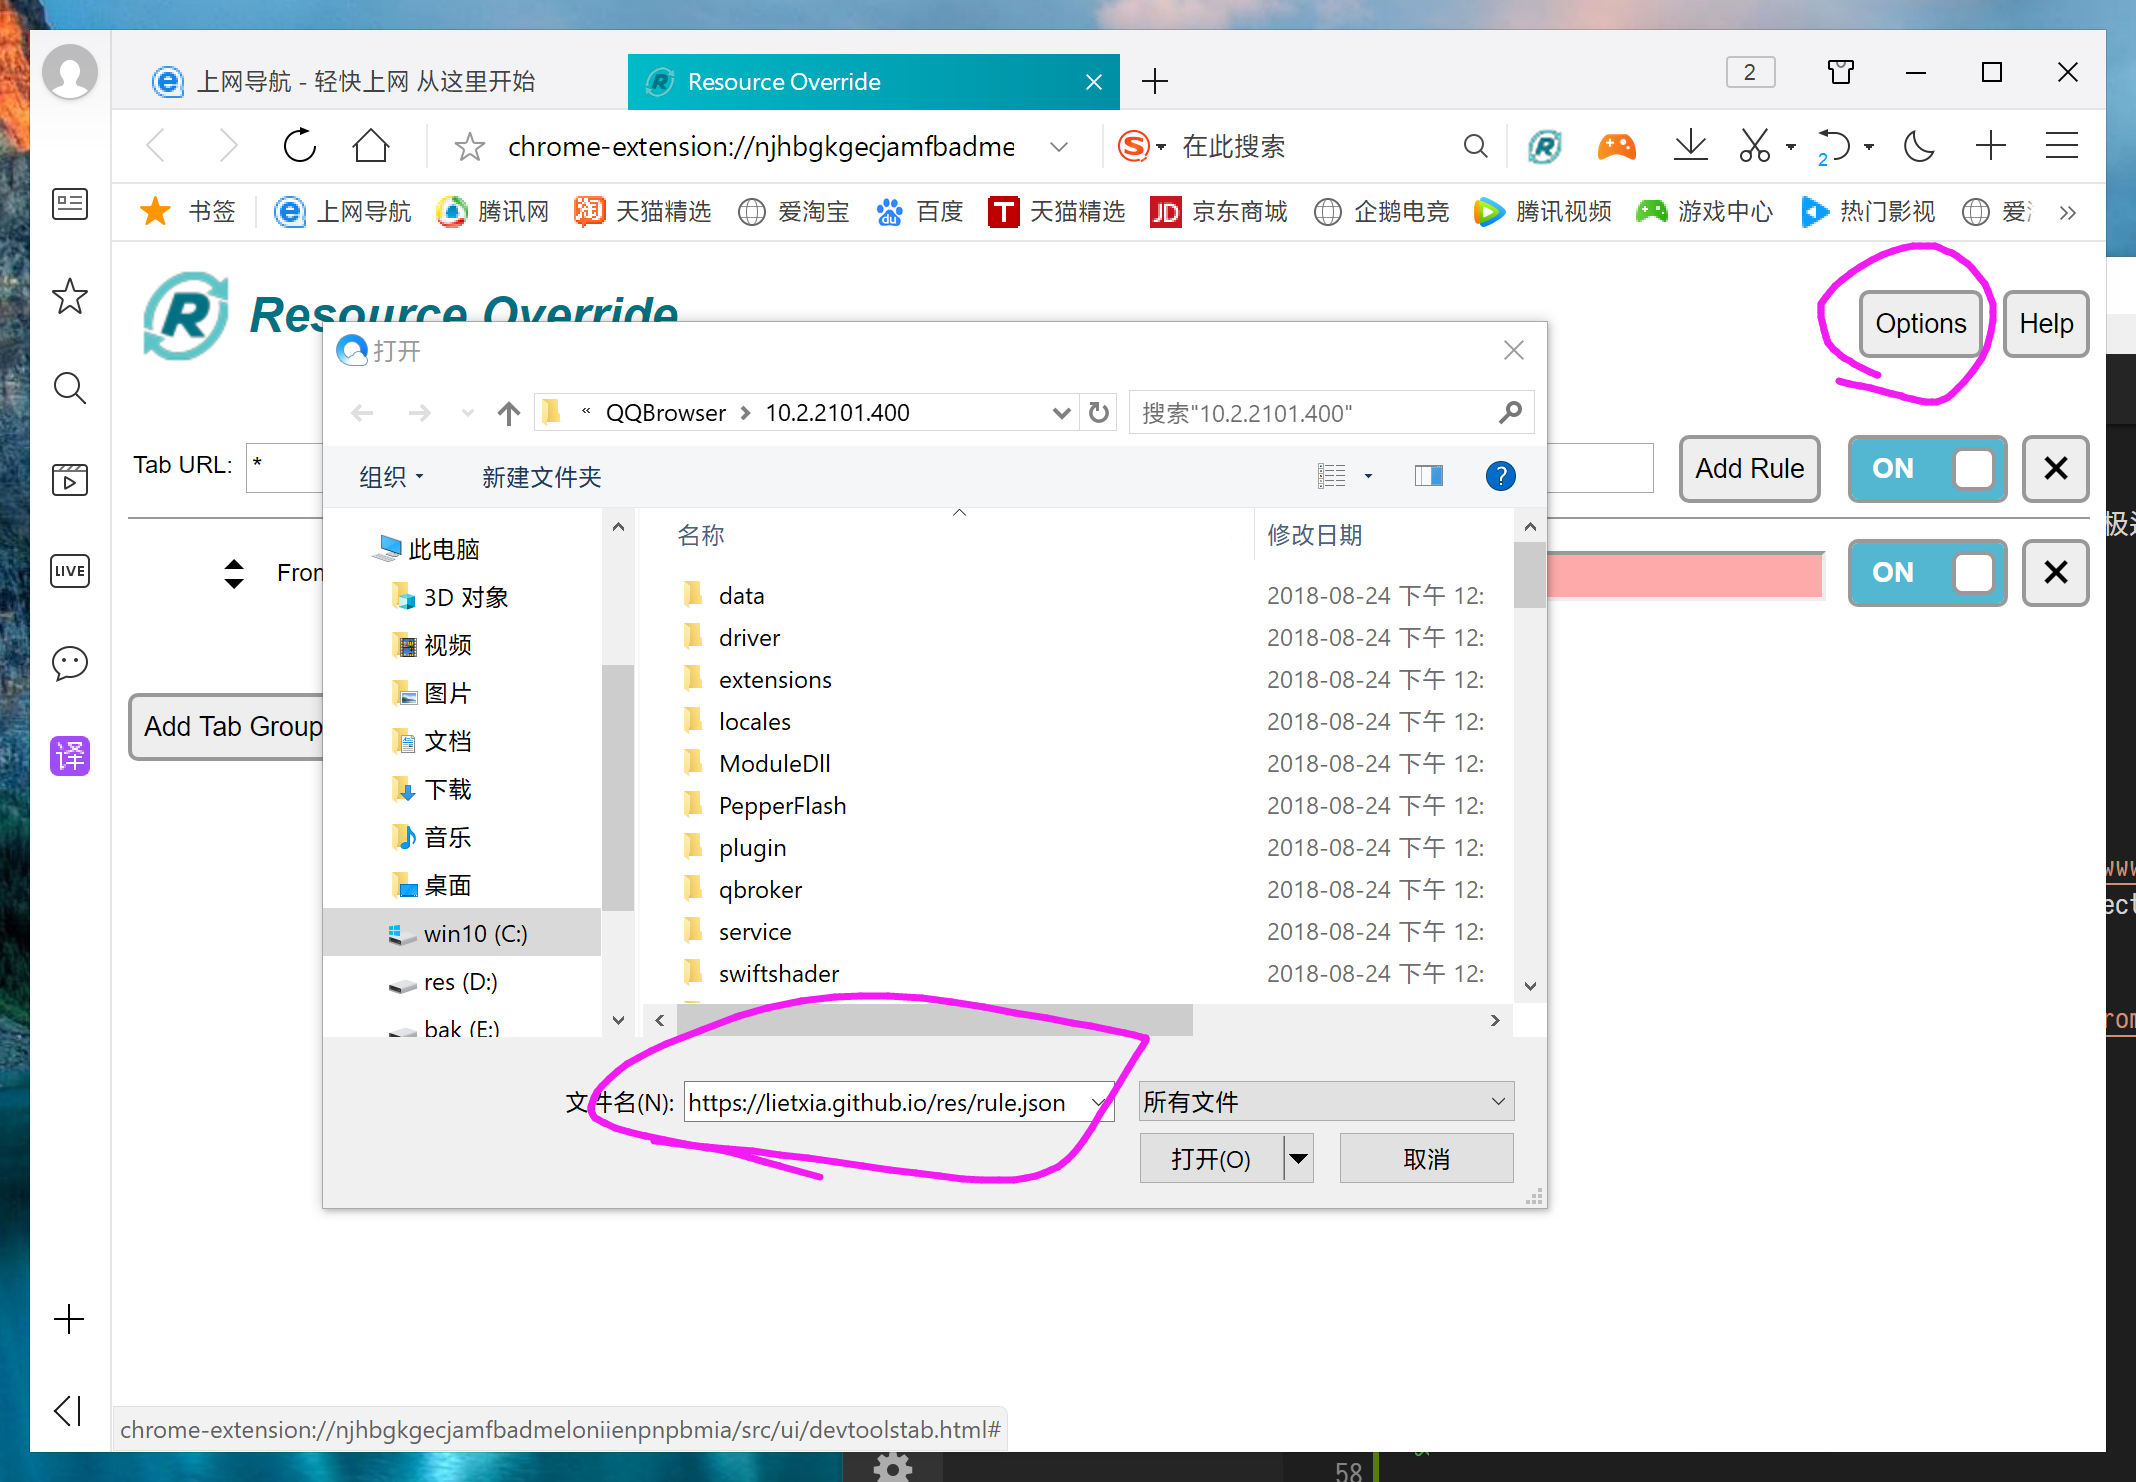 上网导航 - 轻快上网 从这里开始
Resource Override
2
chrome-extension://njhbgkgecjamfbadme
在此搜索
2
书签
上网导航
腾讯网
淘
天猫精选
爱淘宝
du
百度
T
天猫精选
JD
京东商城
企鹅电竞
腾讯视频
游戏中心
热门影视
LIVE
译
R
Resource Override
Options
Help
打开
QQBrowser
10.2.2101.400
搜索"10.2.2101.400"
Tab URL:
*
Add Rule
ON
组织
新建文件夹
名称
修改日期
此电脑
3D 对象
视频
图片
文档
下载
音乐
桌面
win10 (C:)
res (D:)
bak (E:)
From
ON
data
2018-08-24 下午 12:
driver
2018-08-24 下午 12:
extensions
2018-08-24 下午 12:
locales
2018-08-24 下午 12:
ModuleDll
2018-08-24 下午 12:
PepperFlash
2018-08-24 下午 12:
plugin
2018-08-24 下午 12:
qbroker
2018-08-24 下午 12:
service
2018-08-24 下午 12:
swiftshader
2018-08-24 下午 12:
Add Tab Group
文件名(N):
https://lietxia.github.io/res/rule.json
所有文件
打开(O)
取消
chrome-extension://njhbgkgecjamfbadmeloniienpnpbmia/src/ui/devtoolstab.html#
58